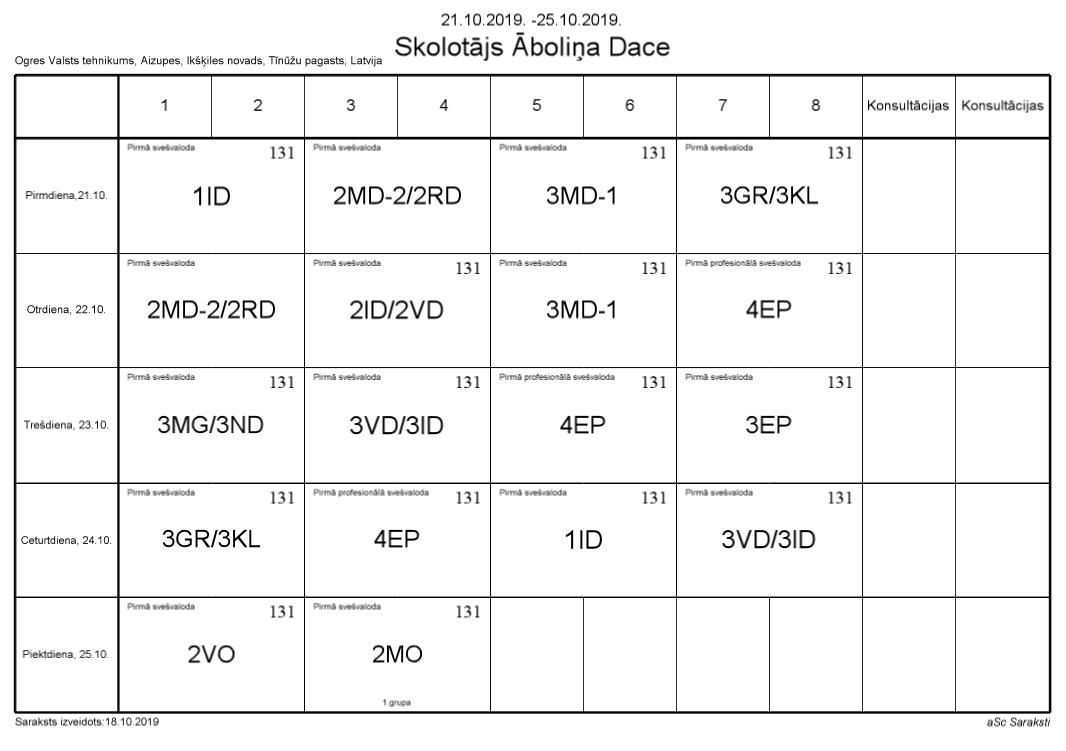 21.10.2019. -25.10.2019.
Skolotājs Āboliņa Dace
Ogres Valsts tehnikums, Aizupes, Ikšķiles novads, Tīnūžu pagasts, Latvija
1 2 3 4 5 6 7 8 Konsultācijas Konsultācijas
Pirmā svešvaloda 131 Pirmā svešvaloda Pirmā svešvaloda 131 Pirmā svešvaloda 131
Pirmdiena,21.10. 1ID 2MD-2/2RD 3MD-1 3GR/3KL
Pirmā svešvaloda Pirmā svešvaloda 131 Pirmā svešvaloda 131 Pirmā profesionālā svešvaloda 131
Otrdiena, 22.10. 2MD-2/2RD 2ID/2VD 3MD-1 4EP
Pirmā svešvaloda 131 Pirmā svešvaloda 131 Pirmā profesionālā svešvaloda 131 Pirmā svešvaloda 131
Trešdiena, 23.10. 3MG/3ND 3VD/3ID 4EP 3EP
Pirmā svešvaloda 131 Pirmā profesionālā svešvaloda 131 Pirmā svešvaloda 131 Pirmā svešvaloda 131
Ceturtdiena, 24.10. 3GR/3KL 4EP 1ID 3VD/3ID
Pirmā svešvaloda 131 Pirmā svešvaloda 131
Piektdiena, 25.10. 2VO 2MO
1.grupa
Saraksts izveidots:18.10.2019 aSc Saraksti